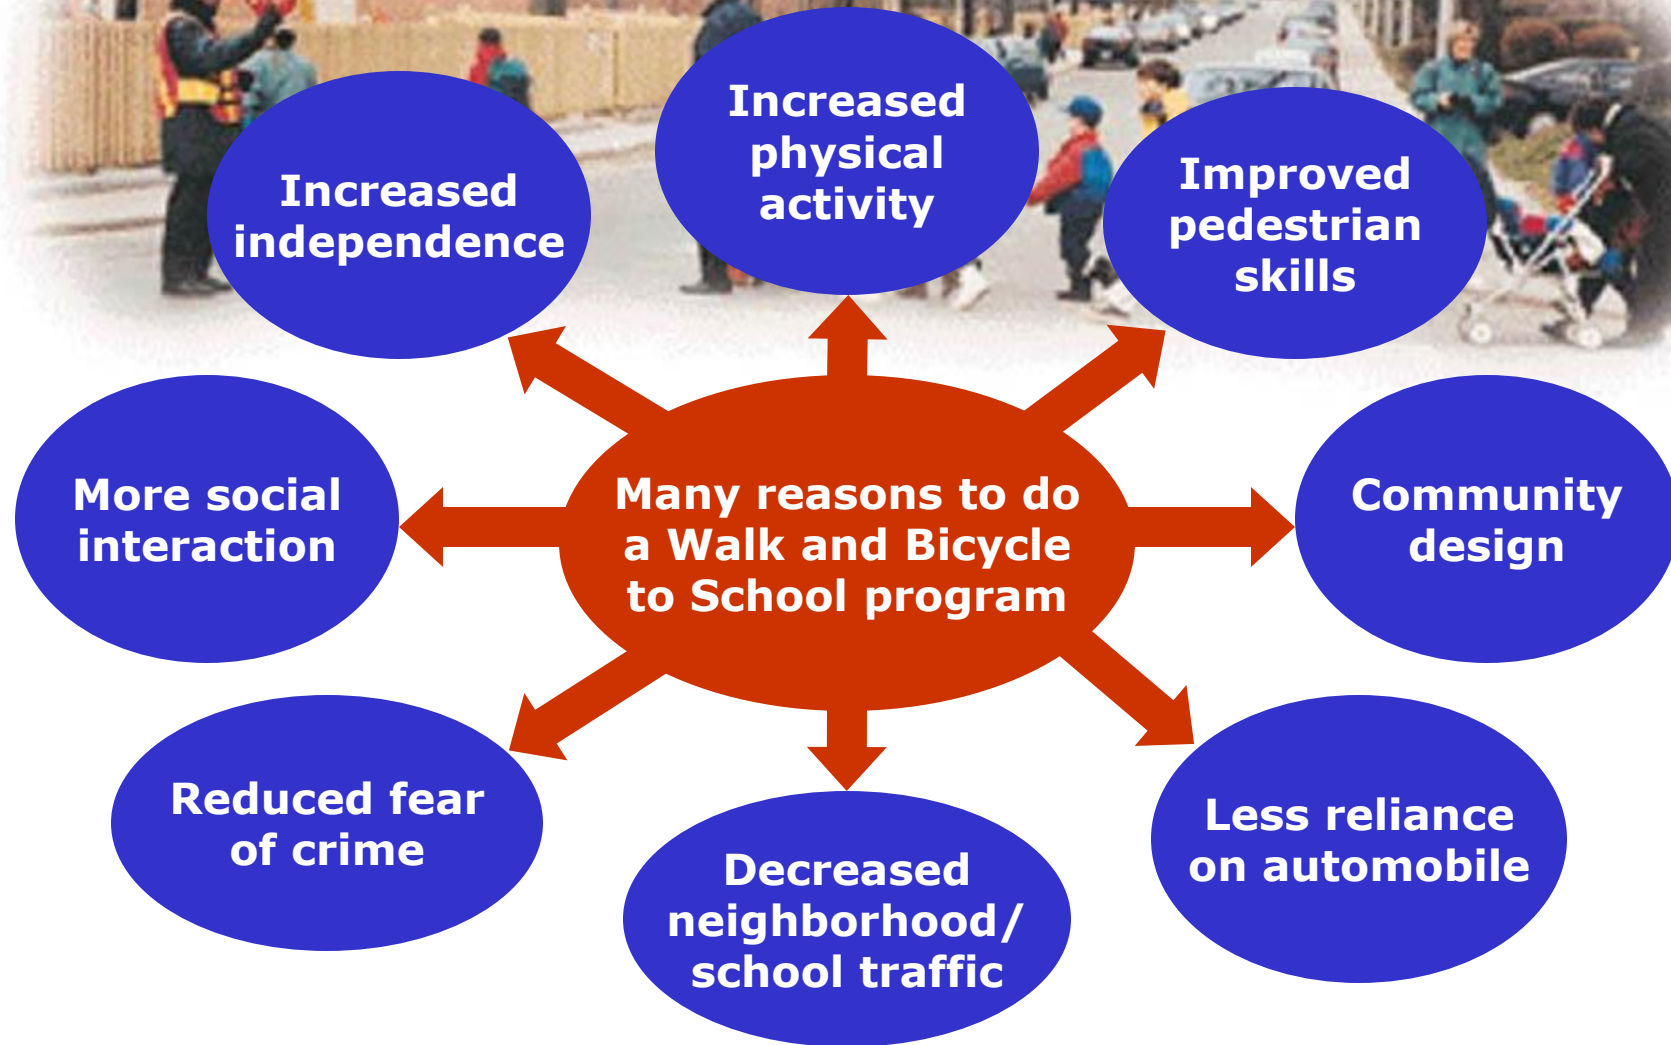 Increased
physical
activity
Increased
independence
Improved
pedestrian
skills
More social
interaction
Many reasons to do
a Walk and Bicycle
to School program
Community
design
Reduced fear
of crime
Less reliance
on automobile
Decreased
neighborhood/
school traffic